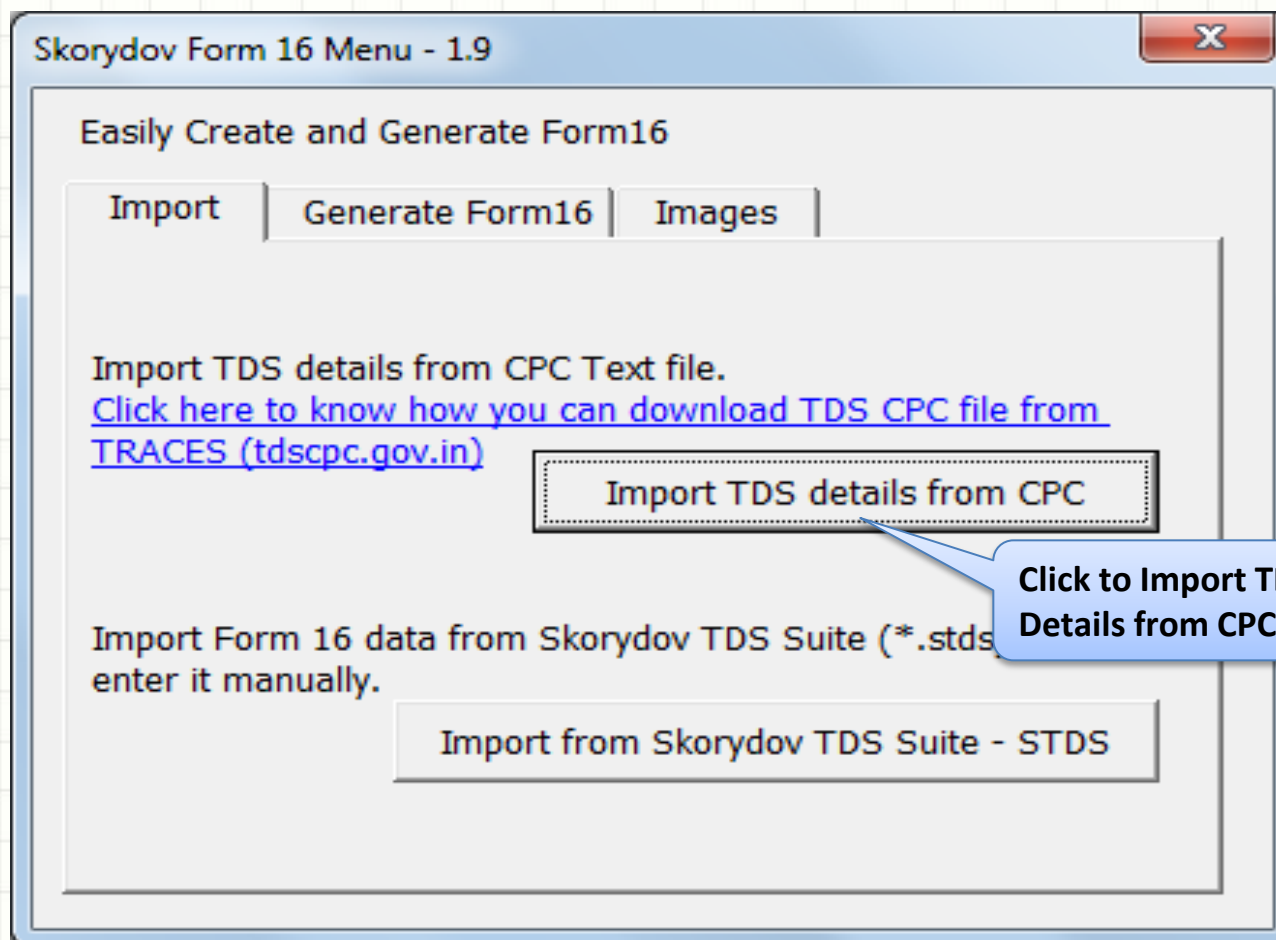 Skorydov Form 16 Menu - 1.9
x
Easily Create and Generate Form16
Import
Generate Form16
Images
Import TDS details from CPC Text file.
Click here to know how you can download TDS CPC file from
TRACES (tdscpc.gov.in)
Import TDS details from CPC
Click to Import
Details from CPC
Import Form 16 data from Skorydov TDS Suite (*.stds
enter it manually.
Import from Skorydov TDS Suite - STDS